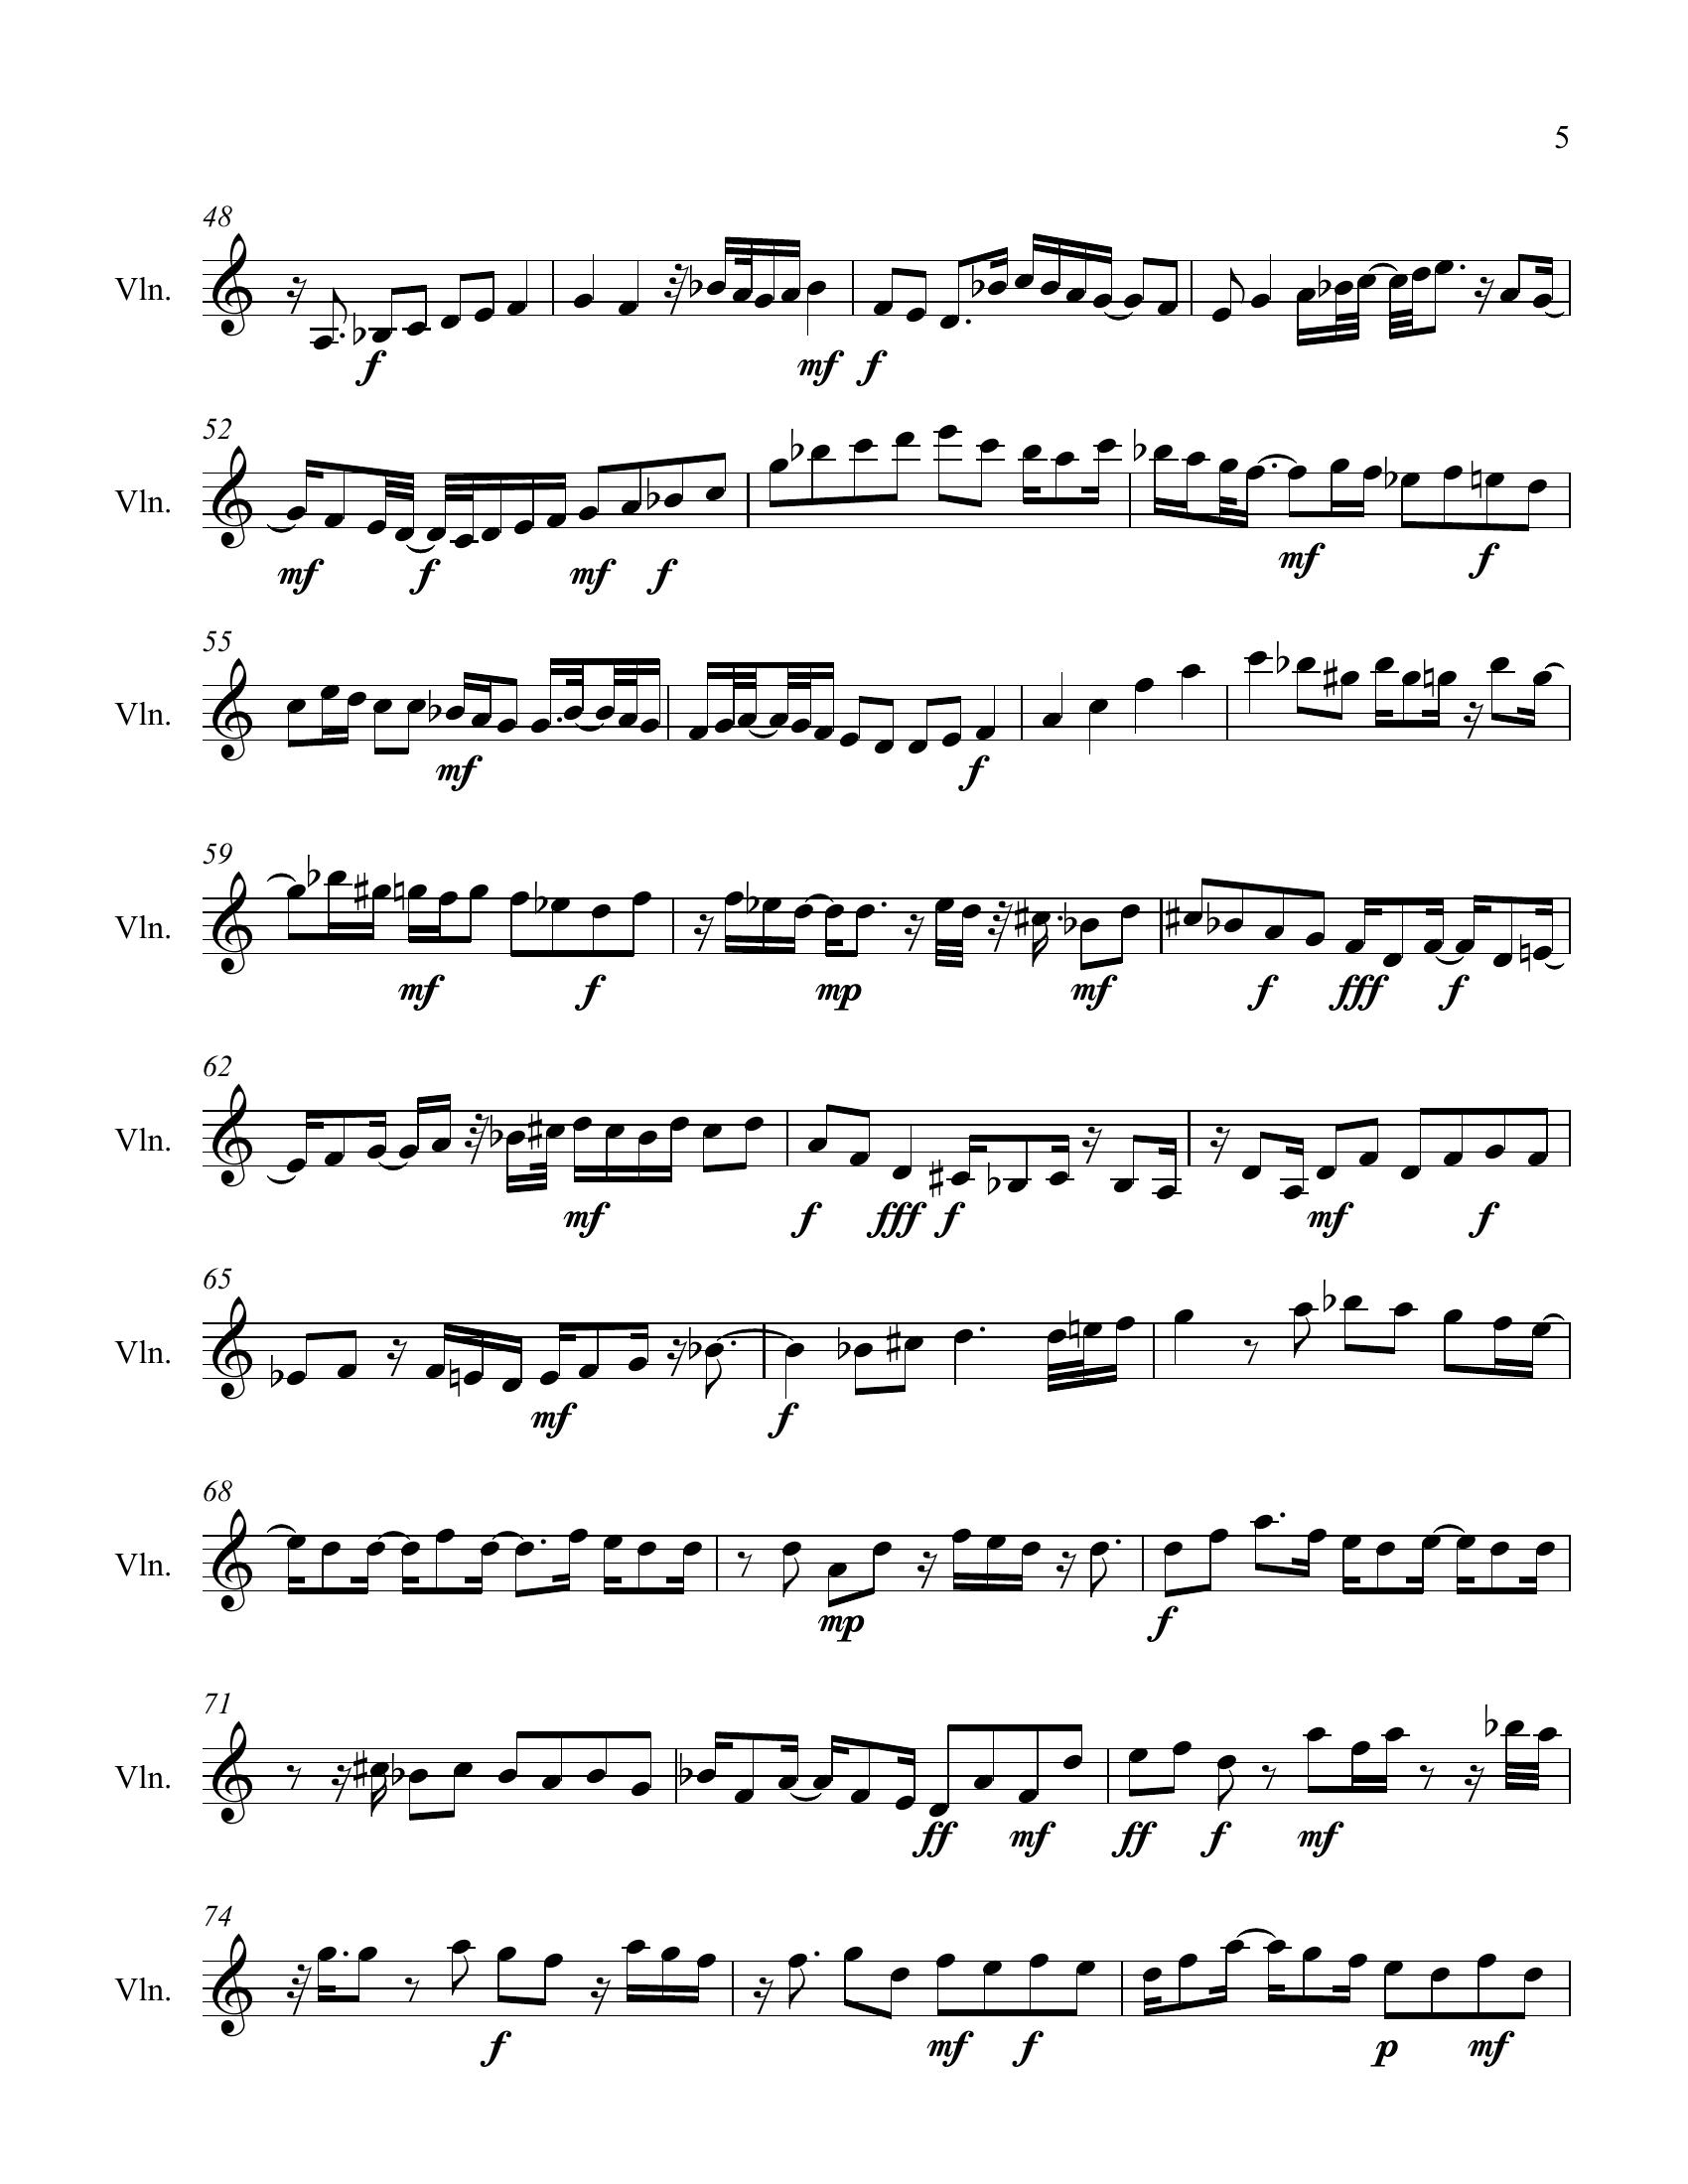 5
48
Vln.
f mf f
52
Vln.
mf f mf f mf f
55
Vln.
mf f
59
Vln.
mf f mp mf f fff f
62
Vln.
mf f fff f mf f
65
Vln.
mf f
68
Vln.
mp f
71
Vln.
ff mf ff f mf
74
Vln.
f mf f p mf